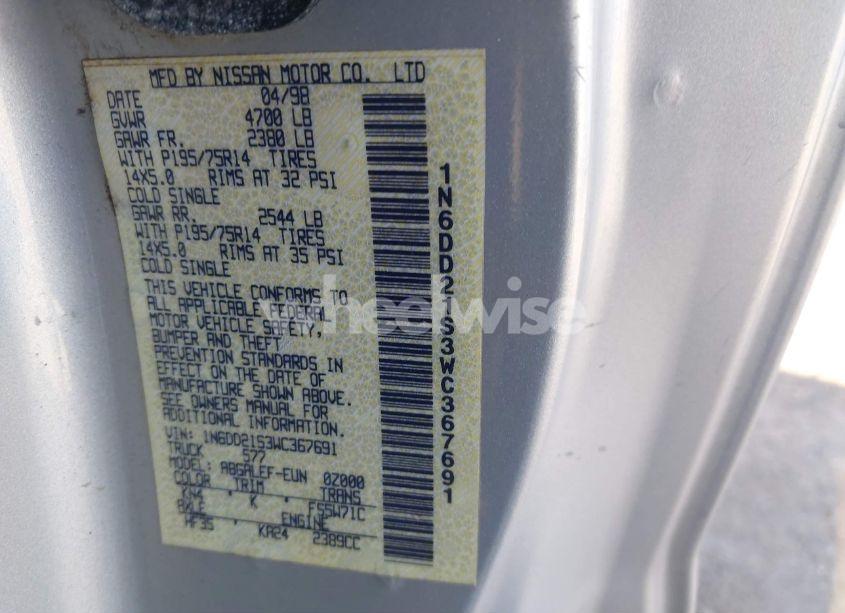 MFD BY NISSAN MOTOR CO. LTD
DATE 04/98
GVWR 4700 LB
GAWR FR. 2380 LB
WITH P195/75R14 TIRES
14X5.0 RIMS AT 32 PSI
COLD SINGLE
GAWR RR. 2544 LB
WITH P195/75R14 TIRES
14X5.0 RIMS AT 35 PSI
COLD SINGLE
THIS VEHICLE CONFORMS TO
ALL APPLICABLE FEDERAL
MOTOR VEHICLE SAFETY,
BUMPER AND THEFT
PREVENTION STANDARDS IN
EFFECT ON THE DATE OF
MANUFACTURE SHOWN ABOVE.
SEE OWNERS MANUAL FOR
ADDITIONAL INFORMATION.
VIN: 1N6DD21S3WC367691
TRUCK 577
MODEL: ABGALEF-EUN 0Z000
COLOR TRIM TRANS
KN4 K FS5W71C
AXLE ENGINE
HF35 KA24 2389CC
1N6DD21S3WC367691
wheelwise